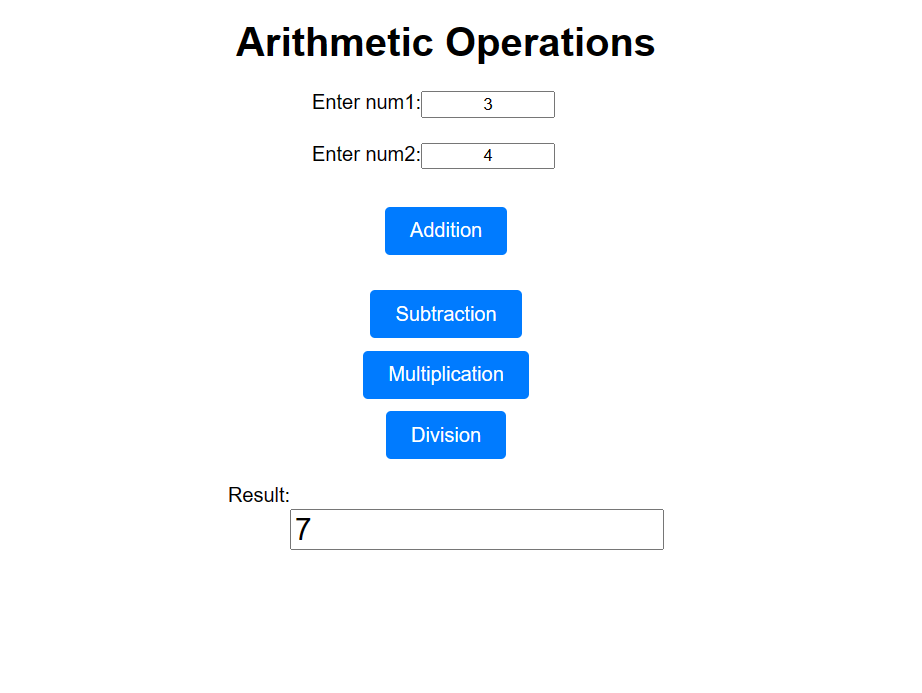 Arithmetic Operations
Enter num1: 3
Enter num2: 4
Addition
Subtraction
Multiplication
Division
Result:
7